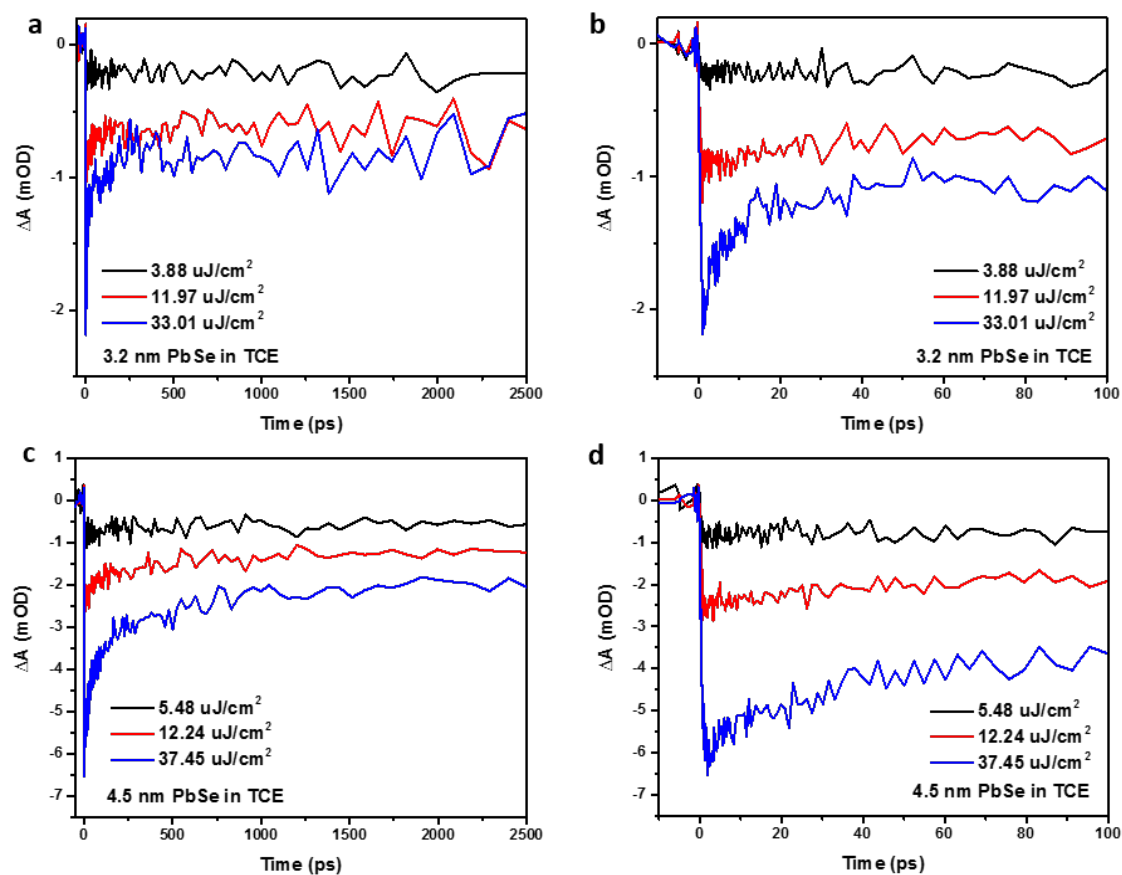 a
0
-1
-2
ΔA (mOD)
3.88 uJ/cm²
11.97 uJ/cm²
33.01 uJ/cm²
3.2 nm PbSe in TCE
0 500 1000 1500 2000 2500
Time (ps)
b
0
-1
-2
ΔA (mOD)
3.88 uJ/cm²
11.97 uJ/cm²
33.01 uJ/cm²
3.2 nm PbSe in TCE
0 20 40 60 80 100
Time (ps)
c
1
0
-1
-2
-3
-4
-5
-6
-7
ΔA (mOD)
5.48 uJ/cm²
12.24 uJ/cm²
37.45 uJ/cm²
4.5 nm PbSe in TCE
0 500 1000 1500 2000 2500
Time (ps)
d
1
0
-1
-2
-3
-4
-5
-6
-7
ΔA (mOD)
5.48 uJ/cm²
12.24 uJ/cm²
37.45 uJ/cm²
4.5 nm PbSe in TCE
0 20 40 60 80 100
Time (ps)